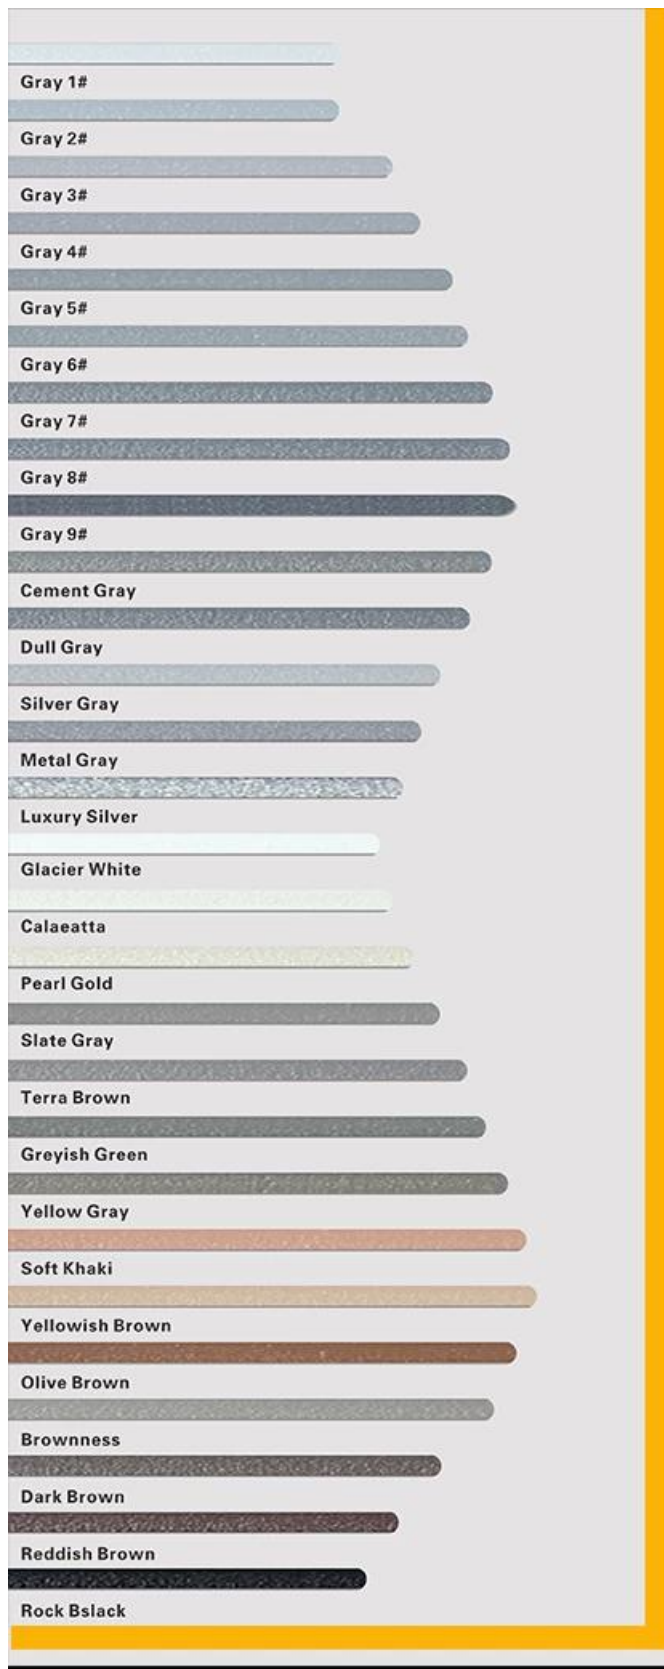 Gray 1#
Gray 2#
Gray 3#
Gray 4#
Gray 5#
Gray 6#
Gray 7#
Gray 8#
Gray 9#
Cement Gray
Dull Gray
Silver Gray
Metal Gray
Luxury Silver
Glacier White
Calaeatta
Pearl Gold
Slate Gray
Terra Brown
Greyish Green
Yellow Gray
Soft Khaki
Yellowish Brown
Olive Brown
Brownness
Dark Brown
Reddish Brown
Rock Bslack